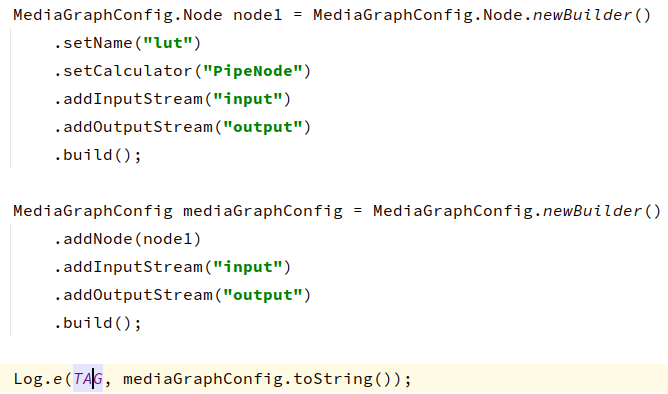 MediaGraphConfig.Node node1 = MediaGraphConfig.Node.newBuilder()
.setName("lut")
.setCalculator("PipeNode")
.addInputStream("input")
.addOutputStream("output")
.build();
MediaGraphConfig mediaGraphConfig = MediaGraphConfig.newBuilder()
.addNode(node1)
.addInputStream("input")
.addOutputStream("output")
.build();
Log.e(TAG, mediaGraphConfig.toString());